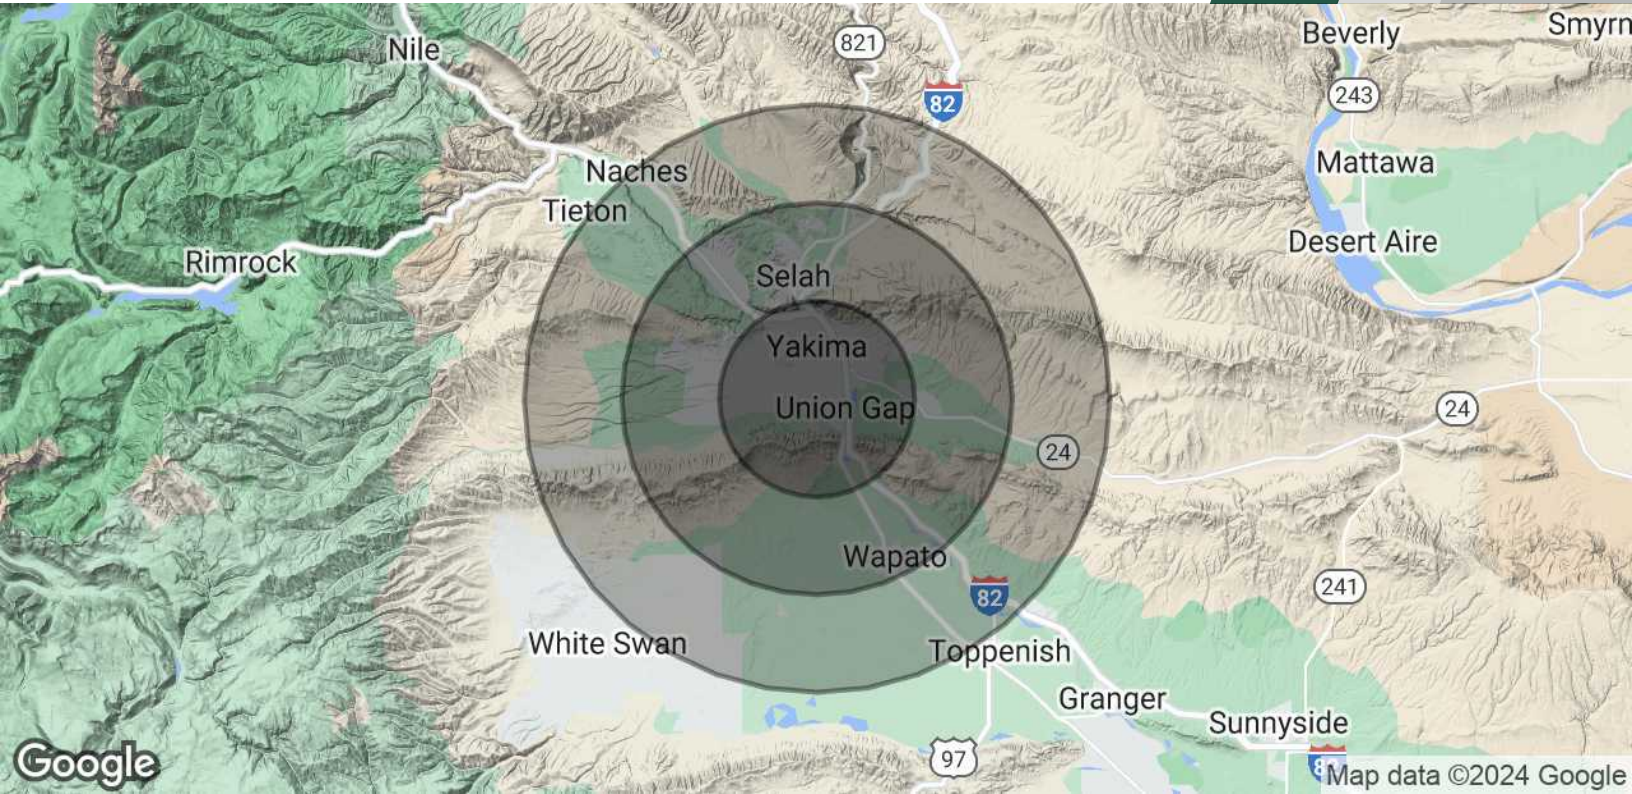 Beverly
Smyrn
Nile
821
82
243
Mattawa
Naches
Tieton
Desert Aire
Rimrock
Selah
Yakima
Union Gap
24
24
Wapato
82
241
White Swan
Toppenish
Granger
Sunnyside
97
Google
Map data ©2024 Google